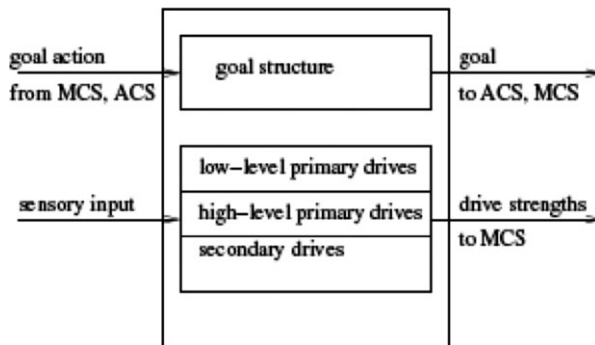 goal action
from MCS, ACS
goal structure
goal
to ACS, MCS
low-level primary drives
sensory input
high-level primary drives
drive strengths
to MCS
secondary drives